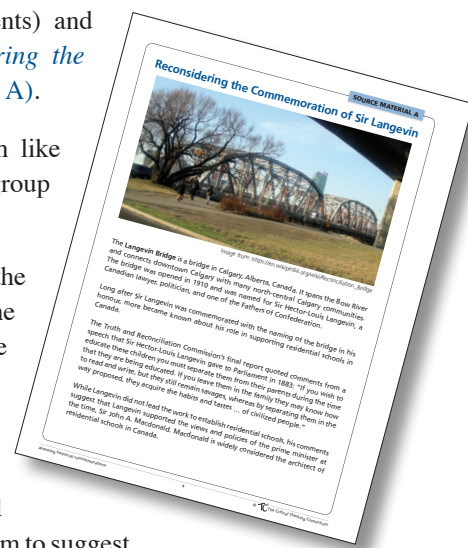 ents) and
ring the
A).
n like
group
the
ne
e
m to suggest
SOURCE MATERIAL A
Reconsidering the Commemoration of Sir Langevin
Image from: https://en.wikipedia.org/wiki/Reconciliation_Bridge
The Langevin Bridge is a bridge in Calgary, Alberta, Canada. It spans the Bow River
and connects downtown Calgary with many north-central Calgary communities.
The bridge was opened in 1910 and was named for Sir Hector-Louis Langevin, a
Canadian lawyer, politician, and one of the Fathers of Confederation.
Long after Sir Langevin was commemorated with the naming of the bridge in his
honour, more became known about his role in supporting residential schools in
Canada.
The Truth and Reconciliation Commission's final report quoted comments from a
speech that Sir Hector-Louis Langevin gave to Parliament in 1883: "If you wish to
educate these children you must separate them from their parents during the time
that they are being educated. If you leave them in the family they may know how
to read and write, but they still remain savages, whereas by separating them in the
way proposed, they acquire the habits and tastes ... of civilized people."
While Langevin did not lead the work to establish residential schools, his comments
suggest that Langevin supported the views and policies of the prime minister at
the time, Sir John A. Macdonald. Macdonald is widely considered the architect of
residential schools in Canada.
4
The Critical Thinking Consortium